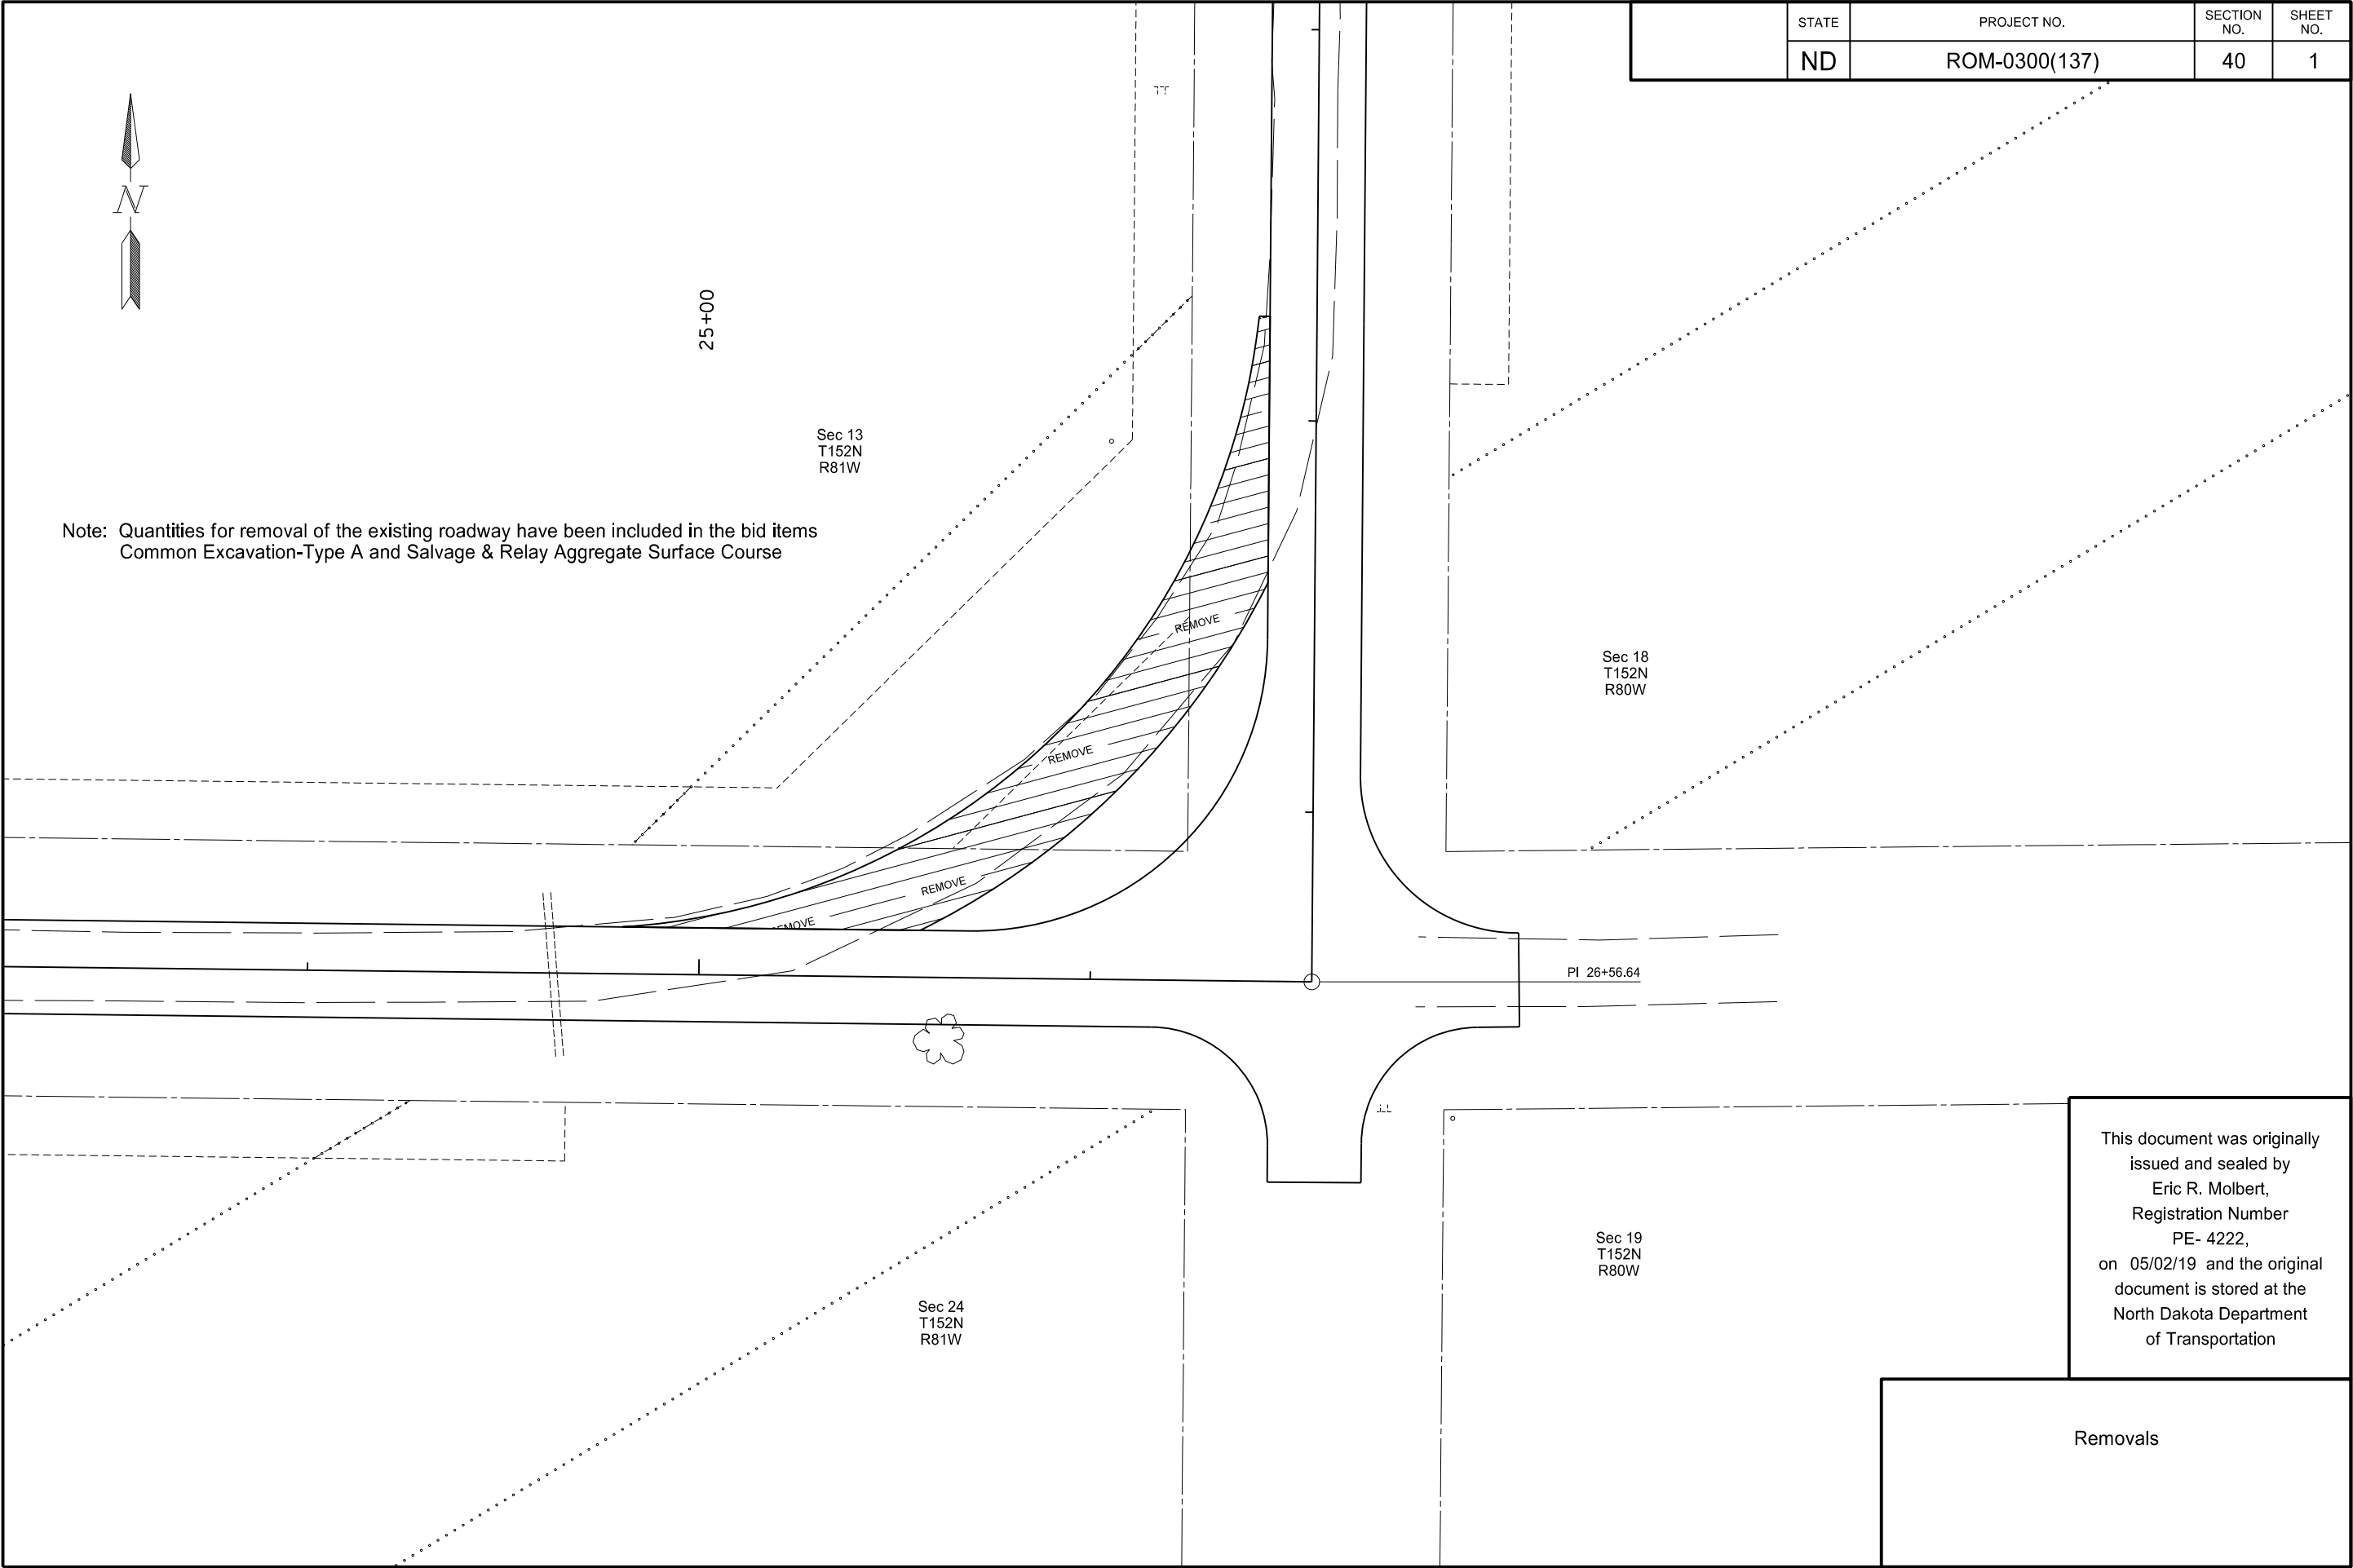 STATE
PROJECT NO.
SECTION
NO.
SHEET
NO.
ND
ROM-0300(137)
40
1
N
25+00
Sec 13
T152N
R81W
Note: Quantities for removal of the existing roadway have been included in the bid items
Common Excavation-Type A and Salvage & Relay Aggregate Surface Course
REMOVE
Sec 18
T152N
R80W
REMOVE
REMOVE
EMOVE
PI 26+56.64
This document was originally
issued and sealed by
Eric R. Molbert,
Registration Number
PE- 4222,
on 05/02/19 and the original
document is stored at the
North Dakota Department
of Transportation
Sec 19
T152N
R80W
Sec 24
T152N
R81W
Removals